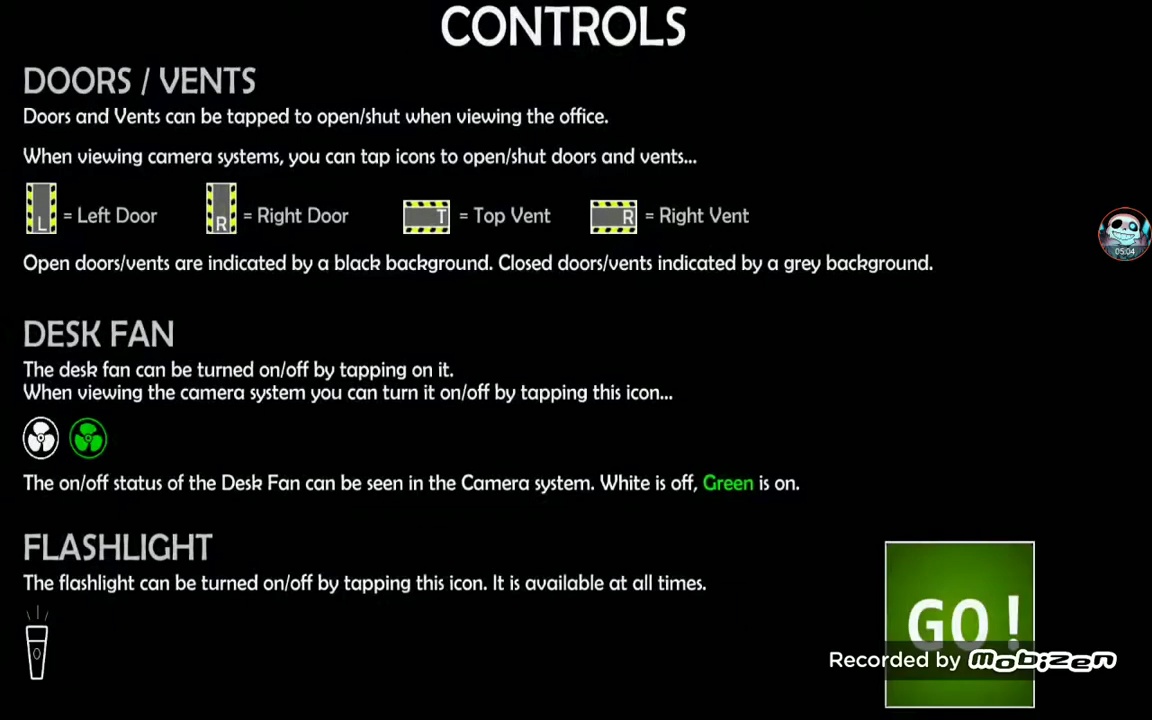 CONTROLS
DOORS / VENTS
Doors and Vents can be tapped to open/shut when viewing the office.
When viewing camera systems, you can tap icons to open/shut doors and vents...
L = Left Door R = Right Door T = Top Vent R = Right Vent
Open doors/vents are indicated by a black background. Closed doors/vents indicated by a grey background.
05:04
DESK FAN
The desk fan can be turned on/off by tapping on it.
When viewing the camera system you can turn it on/off by tapping this icon...
The on/off status of the Desk Fan can be seen in the Camera system. White is off, Green is on.
FLASHLIGHT
The flashlight can be turned on/off by tapping this icon. It is available at all times.
GO!
Recorded by mobizen